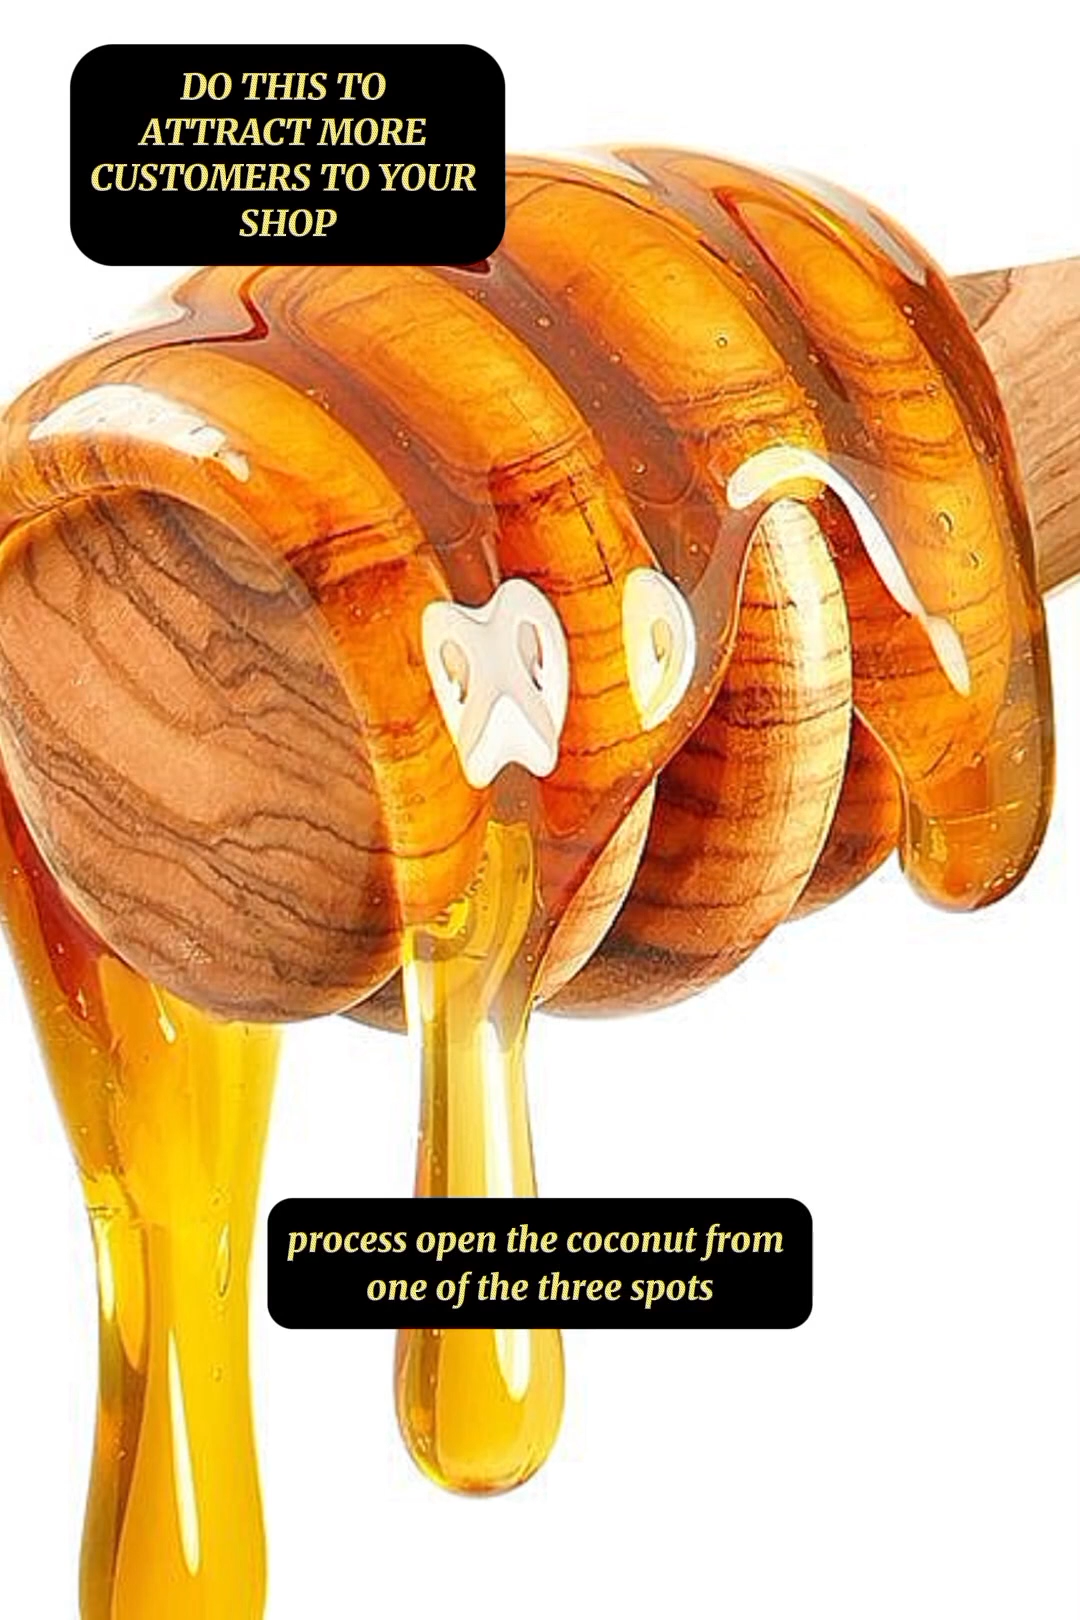 DO THIS TO
ATTRACT MORE
CUSTOMERS TO YOUR
SHOP
process open the coconut from
one of the three spots